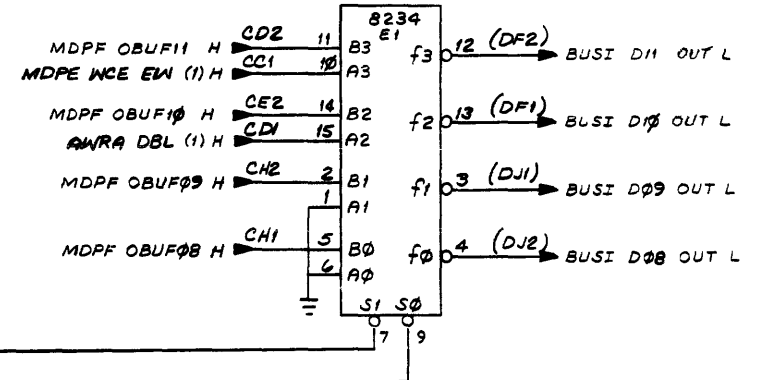 8234
E1
MDPF OBUF11 H CD2 11 B3 f3 12 (DF2) BUSI D11 OUT L
MDPE WCE EW (1) H CC1 10 A3
MDPF OBUF10 H CE2 14 B2 f2 13 (DF1) BUSI D10 OUT L
AWRA DBL (1) H CD1 15 A2
MDPF OBUF09 H CH2 2 B1 f1 3 (DJ1) BUSI D09 OUT L
1 A1
MDPF OBUF08 H CH1 5 B0 f0 4 (DJ2) BUSI D08 OUT L
6 A0
S1 S0
7 9